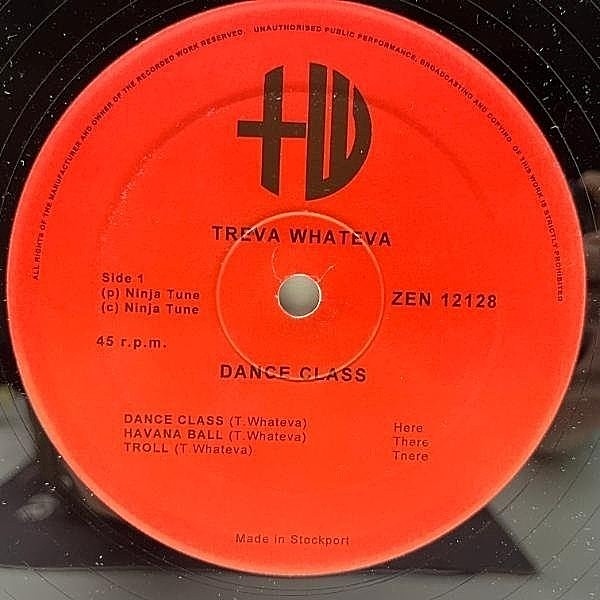 ALL RIGHTS OF THE MANUFACTURER AND OWNER OF THE RECORDED WORK RESERVED. UNAUTHORISED PUBLIC PERFORMANCE, BROADCASTING AND COPYING OF THIS WORK IS STRICTLY PROHIBITED
TREVA WHATEVA
Side 1
(p) Ninja Tune
(c) Ninja Tune
ZEN 12128
45 r.p.m.
DANCE CLASS
DANCE CLASS (T.Whateva) Here
HAVANA BALL (T.Whateva) There
TROLL (T.Whateva) There
Made in Stockport